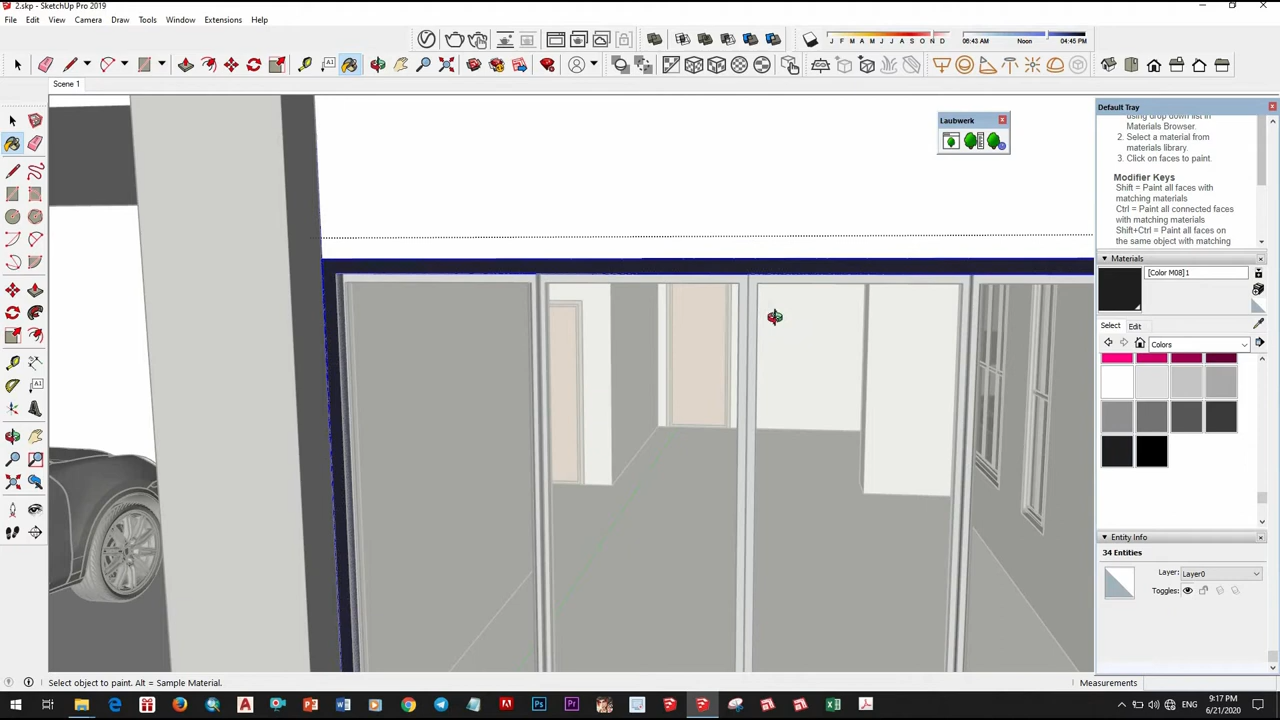 2.skp - SketchUp Pro 2019
File Edit View Camera Draw Tools Window Extensions Help
J F M A M J J A S O N D
06:43 AM Noon 04:45 PM
Scene 1
Default Tray
Laubwerk
using drop down list in
Materials Browser.
2. Select a material from
materials library.
3. Click on faces to paint.
Modifier Keys
Shift = Paint all faces with
matching materials
Ctrl = Paint all connected faces
with matching materials
Shift+Ctrl = Paint all faces on
the same object with matching
Materials
[Color M08]1
Select Edit
Colors
Entity Info
34 Entities
Layer: Layer0
Toggles:
Select object to paint. Alt = Sample Material.
Measurements
ENG
9:17 PM
6/21/2020